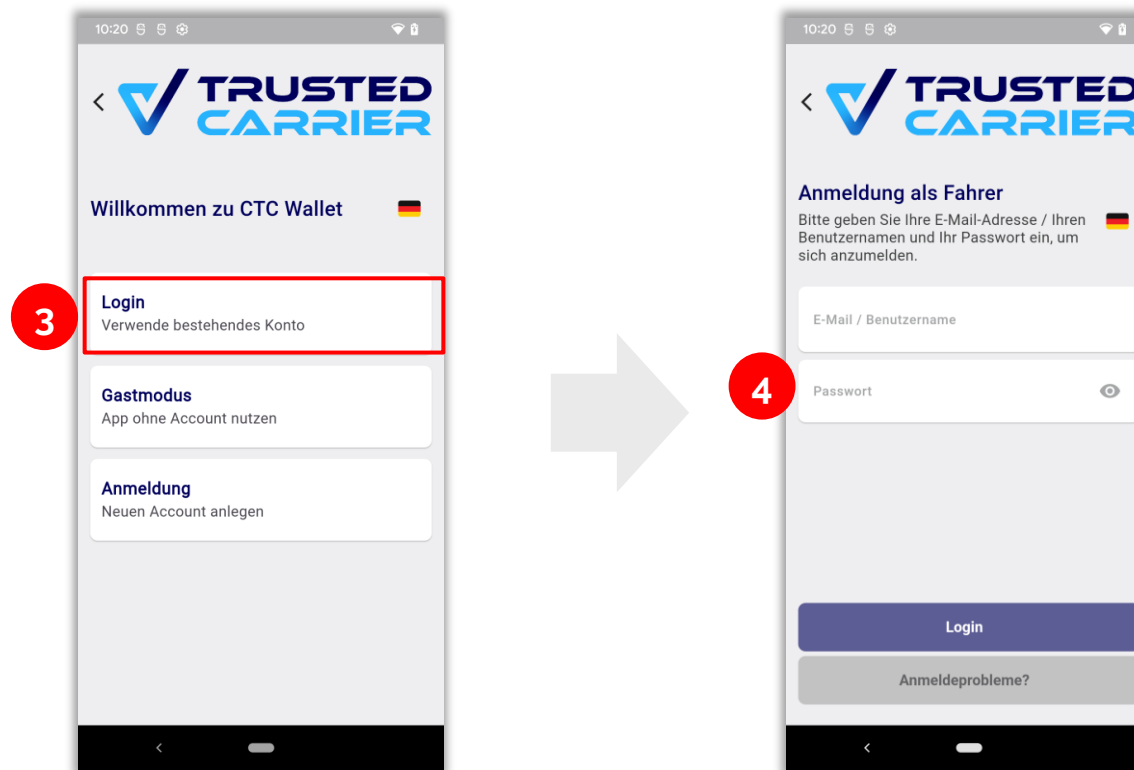 10:20
TRUSTED
CARRIER
Willkommen zu CTC Wallet
3
Login
Verwende bestehendes Konto
Gastmodus
App ohne Account nutzen
Anmeldung
Neuen Account anlegen
10:20
TRUSTED
CARRIER
Anmeldung als Fahrer
Bitte geben Sie Ihre E-Mail-Adresse / Ihren
Benutzernamen und Ihr Passwort ein, um
sich anzumelden.
E-Mail / Benutzername
4
Passwort
Login
Anmeldeprobleme?